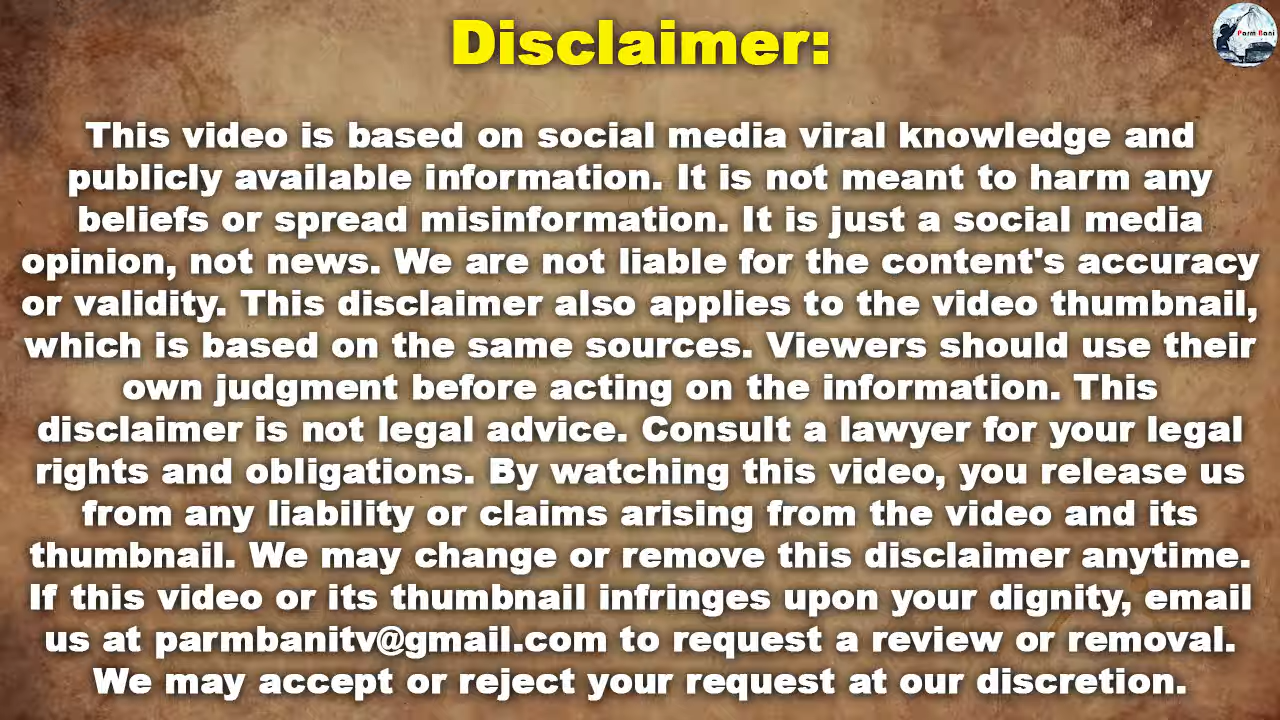 Disclaimer:
Parm Bani
This video is based on social media viral knowledge and
publicly available information. It is not meant to harm any
beliefs or spread misinformation. It is just a social media
opinion, not news. We are not liable for the content's accuracy
or validity. This disclaimer also applies to the video thumbnail,
which is based on the same sources. Viewers should use their
own judgment before acting on the information. This
disclaimer is not legal advice. Consult a lawyer for your legal
rights and obligations. By watching this video, you release us
from any liability or claims arising from the video and its
thumbnail. We may change or remove this disclaimer anytime.
If this video or its thumbnail infringes upon your dignity, email
us at parmbanitv@gmail.com to request a review or removal.
We may accept or reject your request at our discretion.